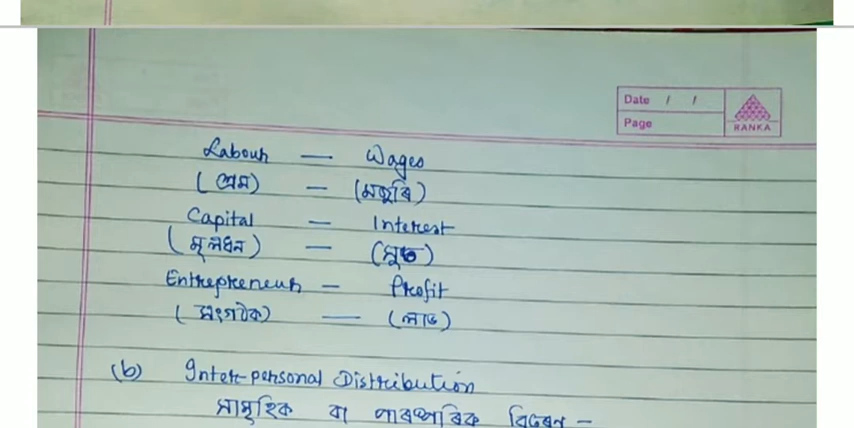 Date / /
Page
RANKA
Labour — Wages
(শ্ৰম) — (মজুৰি)
Capital — Interest
(মূলধন) — (সুত)
Entrepreneur — Profit
(সংগঠক) — (লাভ)
(b) Inter-personal Distribution
সামূহিক বা পাৰস্পৰিক বিতৰণ –